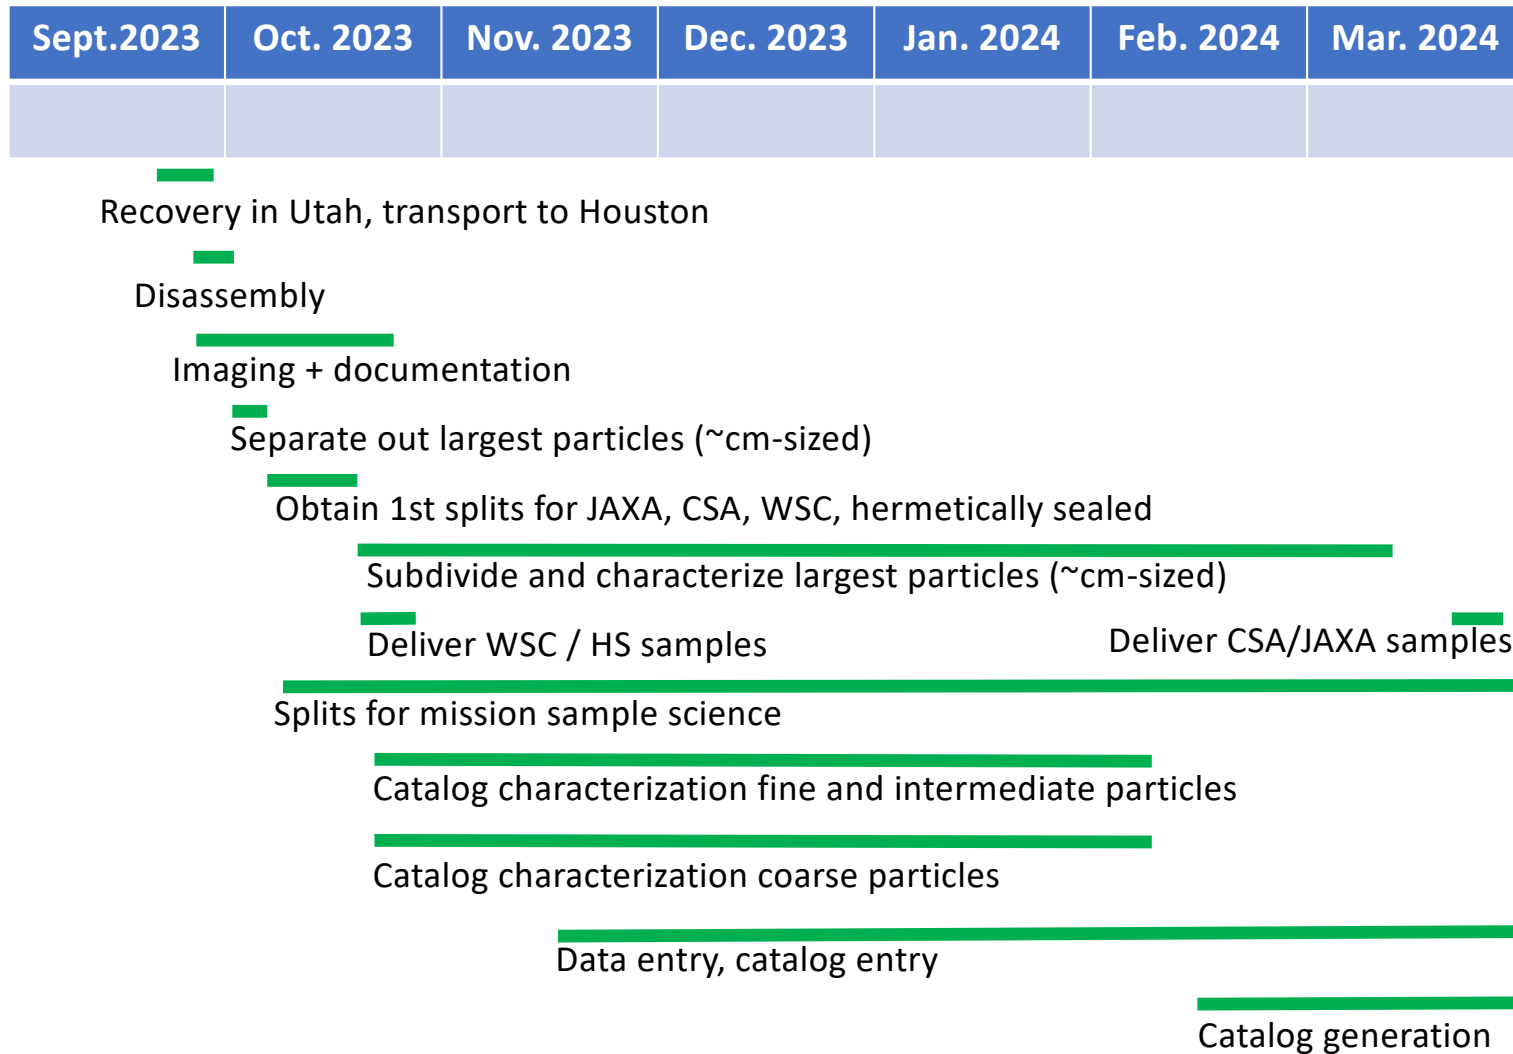 Sept.2023 Oct. 2023 Nov. 2023 Dec. 2023 Jan. 2024 Feb. 2024 Mar. 2024
Recovery in Utah, transport to Houston
Disassembly
Imaging + documentation
Separate out largest particles (~cm-sized)
Obtain 1st splits for JAXA, CSA, WSC, hermetically sealed
Subdivide and characterize largest particles (~cm-sized)
Deliver WSC / HS samples
Deliver CSA/JAXA samples
Splits for mission sample science
Catalog characterization fine and intermediate particles
Catalog characterization coarse particles
Data entry, catalog entry
Catalog generation